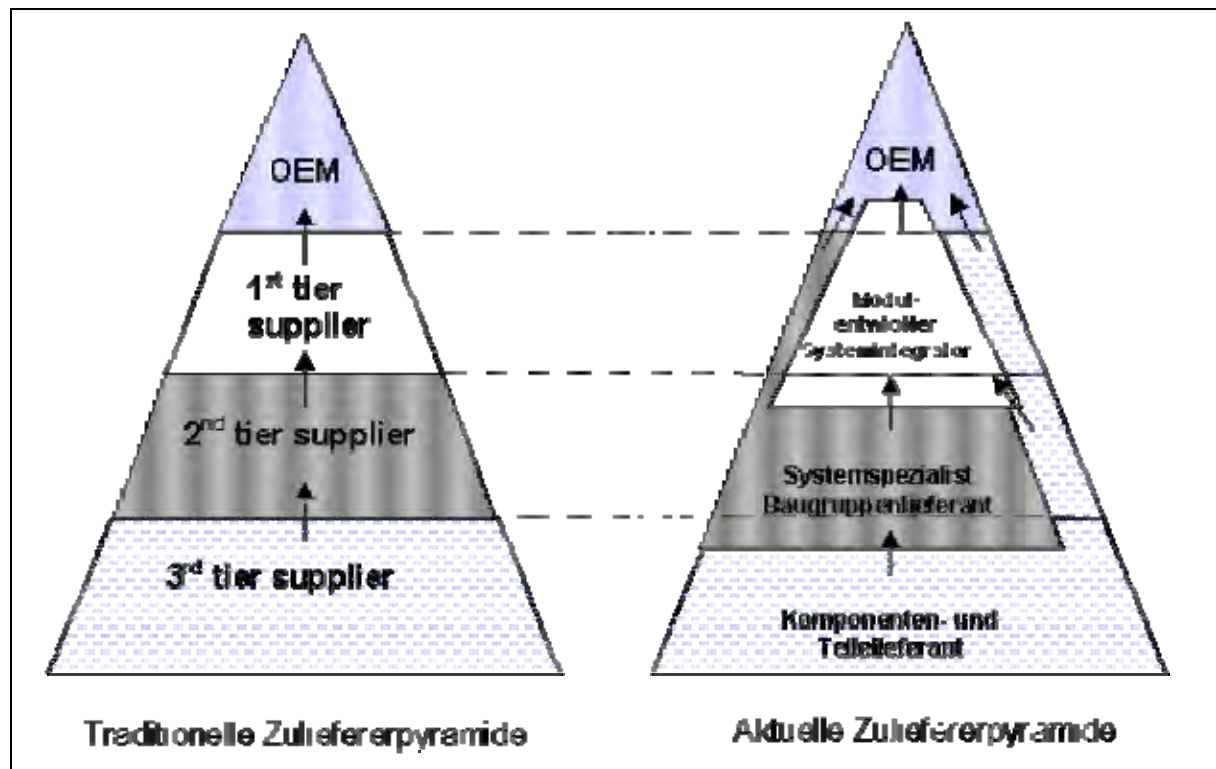 OEM
1st tier
supplier
2nd tier supplier
3rd tier supplier
Traditionelle Zuliefererpyramide
OEM
Modul-
entwickler
Systemintegrator
Systemspezialist
Baugruppenlieferant
Komponenten- und
Teilelieferant
Aktuelle Zuliefererpyramide